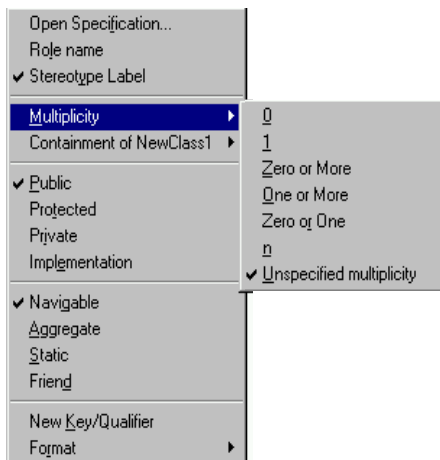 Open Specification...
Role name
Stereotype Label
Multiplicity
Containment of NewClass1
Public
Protected
Private
Implementation
Navigable
Aggregate
Static
Friend
New Key/Qualifier
Format
0
1
Zero or More
One or More
Zero or One
n
Unspecified multiplicity